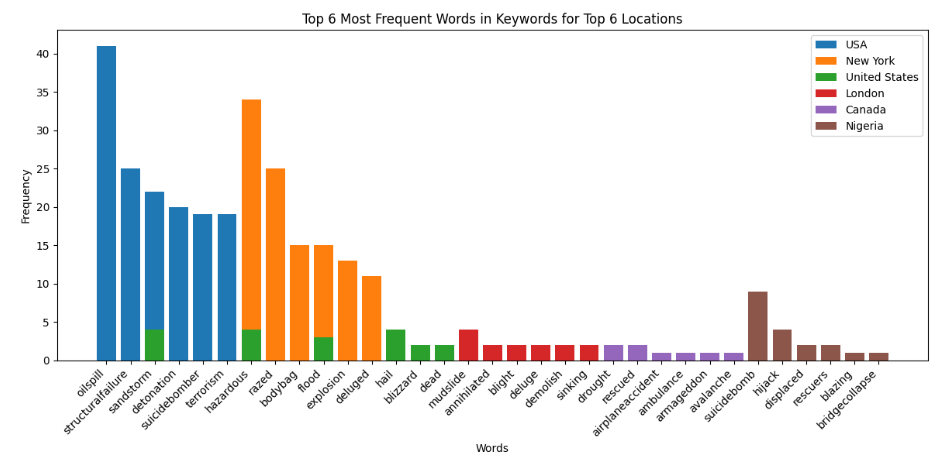 Top 6 Most Frequent Words in Keywords for Top 6 Locations
USA
New York
United States
London
Canada
Nigeria
Frequency
40
35
30
25
20
15
10
5
0
oilspill
structuralfailure
sandstorm
detonation
suicidebomber
terrorism
hazardous
razed
bodybag
flood
explosion
deluged
hail
blizzard
dead
mudslide
annihilated
blight
deluge
demolish
sinking
drought
rescued
airplaneaccident
ambulance
armageddon
avalanche
suicidebomb
hijack
displaced
rescuers
blazing
bridgecollapse
Words